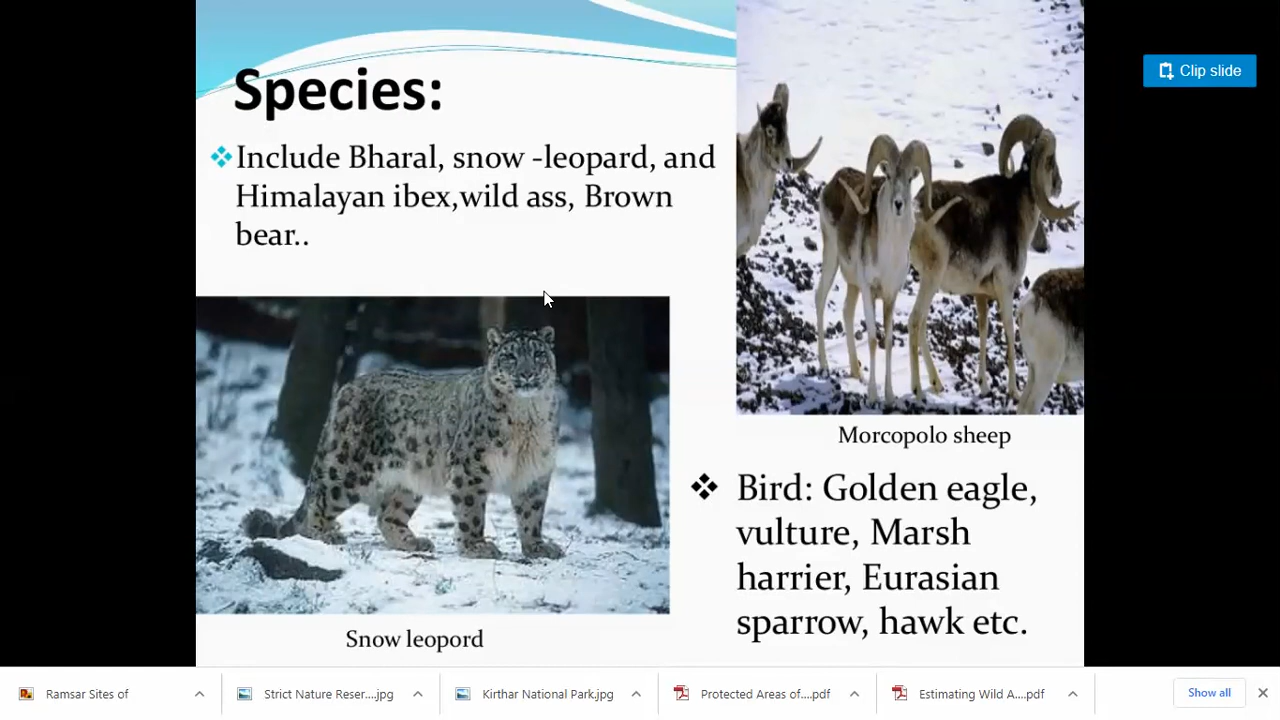 Species:
Clip slide
❖Include Bharal, snow -leopard, and
Himalayan ibex,wild ass, Brown
bear..
Morcopolo sheep
❖ Bird: Golden eagle,
vulture, Marsh
harrier, Eurasian
sparrow, hawk etc.
Snow leopord
Ramsar Sites of
Strict Nature Reser....jpg
Kirthar National Park.jpg
Protected Areas of....pdf
Estimating Wild A....pdf
Show all